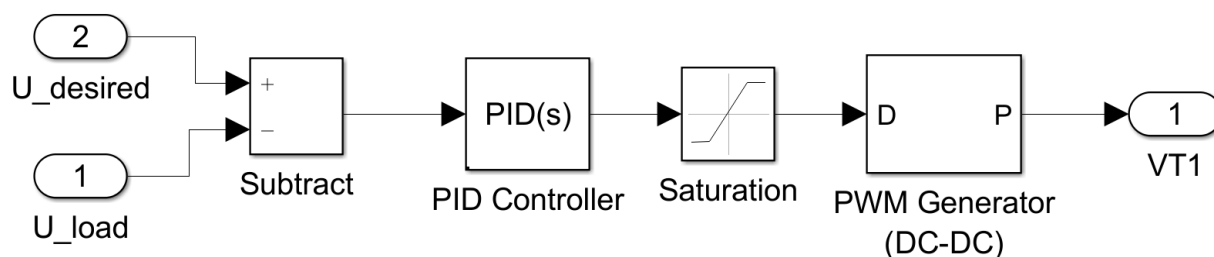 2
U_desired
1
U_load
+
−
Subtract
PID(s)
PID Controller
Saturation
D
P
PWM Generator
(DC-DC)
1
VT1